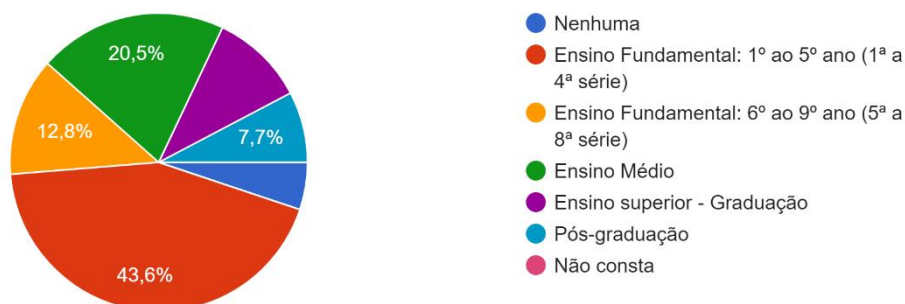 20,5%
12,8%
7,7%
43,6%
Nenhuma
Ensino Fundamental: 1º ao 5º ano (1ª a
4ª série)
Ensino Fundamental: 6º ao 9º ano (5ª a
8ª série)
Ensino Médio
Ensino superior - Graduação
Pós-graduação
Não consta